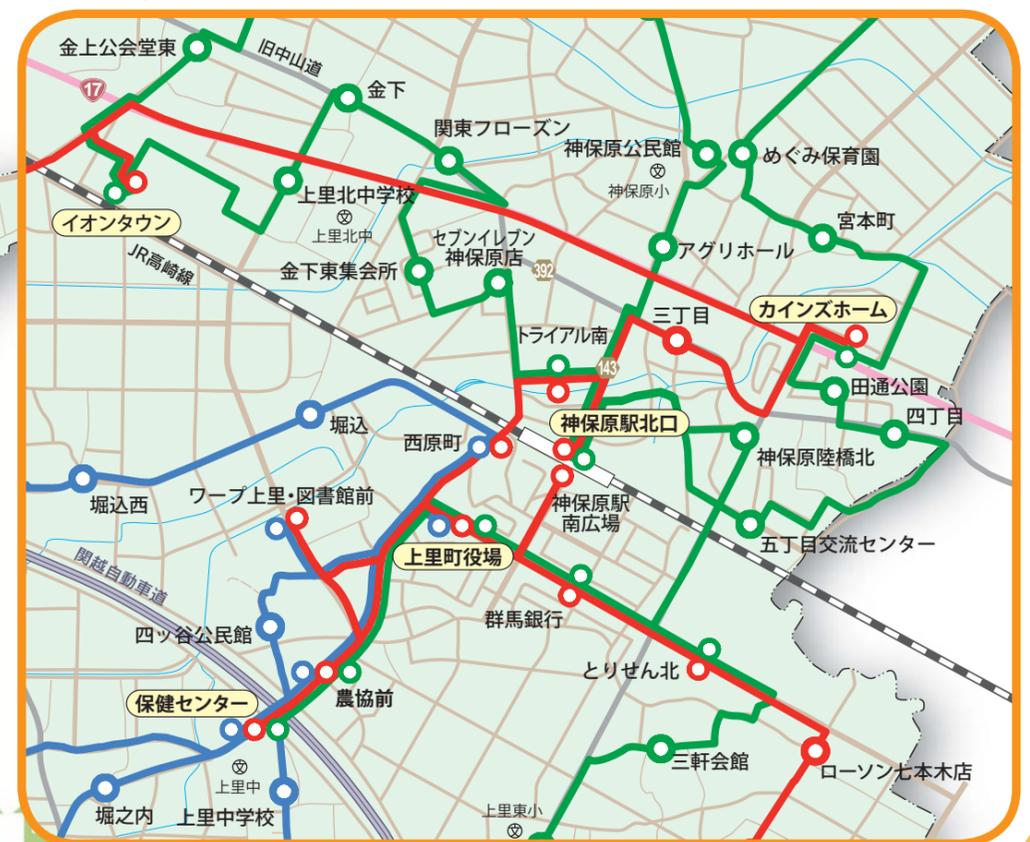 金上公会堂東
旧中山道
17
金下
関東フローズン
神保原公民館
めぐみ保育園
神保原小
上里北中学校
上里北中
イオンタウン
JR高崎線
宮本町
アグリホール
セブンイレブン
神保原店
金下東集会所
392
三丁目
カインズホーム
トライアル南
143
田通公園
四丁目
堀込
西原町
神保原駅北口
神保原陸橋北
堀込西
ワープ上里・図書館前
神保原駅
南広場
五丁目交流センター
上里町役場
関越自動車道
群馬銀行
四ッ谷公民館
とりせん北
保健センター
農協前
三軒会館
ローソン七本木店
上里中
堀之内
上里中学校
上里東小